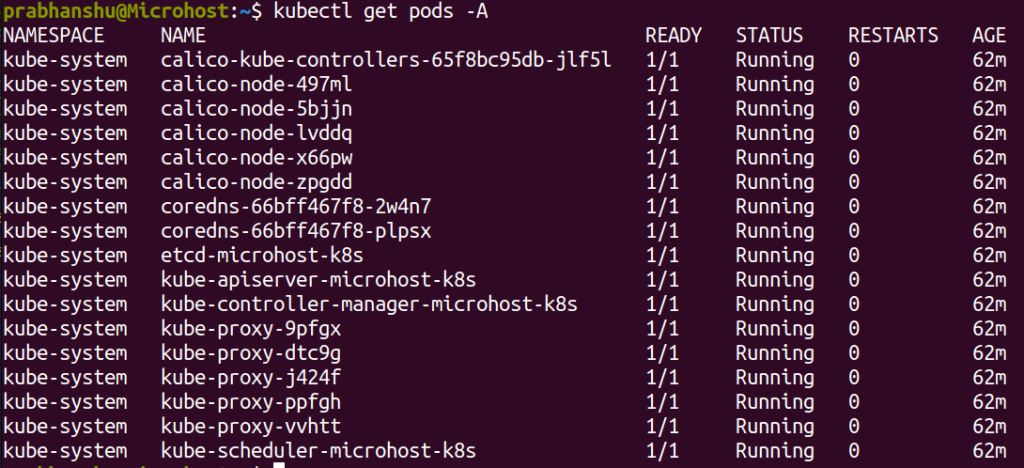 prabhanshu@Microhost:~$ kubectl get pods -A
NAMESPACE NAME READY STATUS RESTARTS AGE
kube-system calico-kube-controllers-65f8bc95db-jlf5l 1/1 Running 0 62m
kube-system calico-node-497ml 1/1 Running 0 62m
kube-system calico-node-5bjjn 1/1 Running 0 62m
kube-system calico-node-lvddq 1/1 Running 0 62m
kube-system calico-node-x66pw 1/1 Running 0 62m
kube-system calico-node-zpgdd 1/1 Running 0 62m
kube-system coredns-66bff467f8-2w4n7 1/1 Running 0 62m
kube-system coredns-66bff467f8-plpsx 1/1 Running 0 62m
kube-system etcd-microhost-k8s 1/1 Running 0 62m
kube-system kube-apiserver-microhost-k8s 1/1 Running 0 62m
kube-system kube-controller-manager-microhost-k8s 1/1 Running 0 62m
kube-system kube-proxy-9pfgx 1/1 Running 0 62m
kube-system kube-proxy-dtc9g 1/1 Running 0 62m
kube-system kube-proxy-j424f 1/1 Running 0 62m
kube-system kube-proxy-ppfgh 1/1 Running 0 62m
kube-system kube-proxy-vvhtt 1/1 Running 0 62m
kube-system kube-scheduler-microhost-k8s 1/1 Running 0 62m